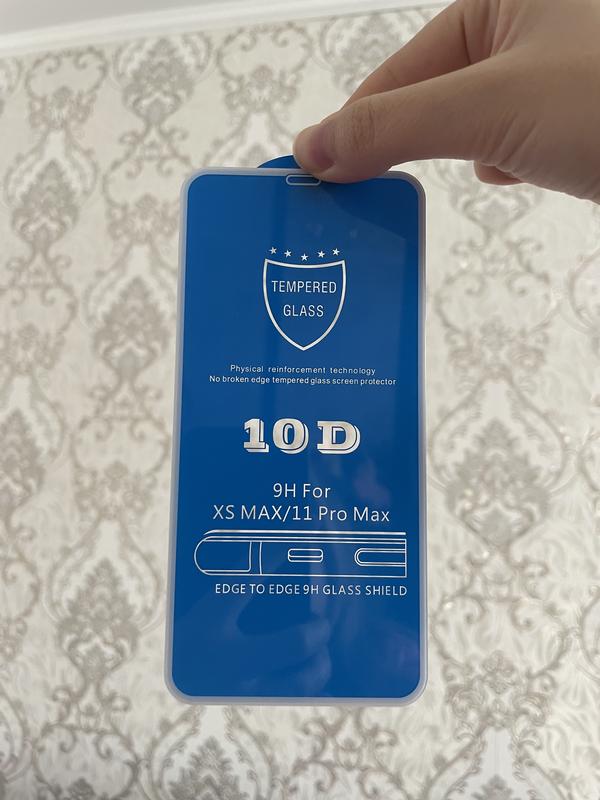 TEMPERED
GLASS
Physical reinforcement technology
No broken edge tempered glass screen protector
10D
9H For
XS MAX/11 Pro Max
EDGE TO EDGE 9H GLASS SHIELD